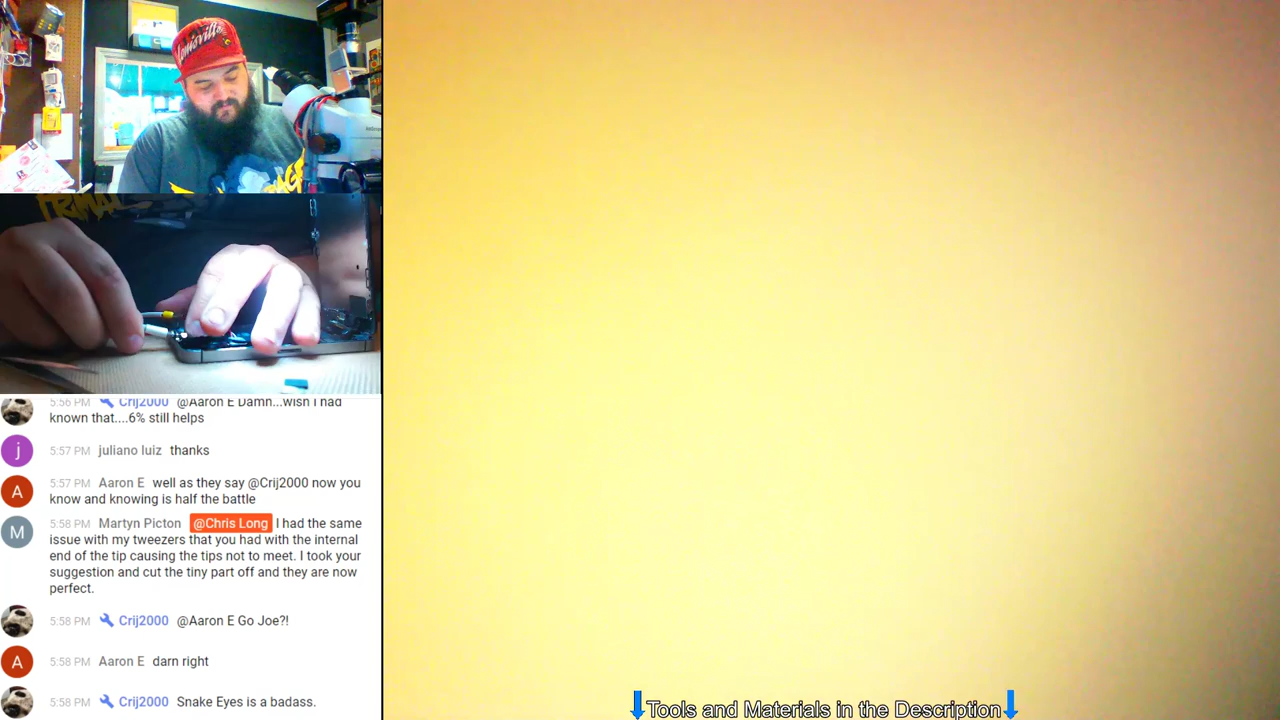 Louisville
PRIMAL
RAGE
5:56 PM Crij2000 @Aaron E Damn...wish I had
known that....6% still helps
j 5:57 PM juliano luiz thanks
A 5:57 PM Aaron E well as they say @Crij2000 now you
know and knowing is half the battle
M 5:58 PM Martyn Picton @Chris Long I had the same
issue with my tweezers that you had with the internal
end of the tip causing the tips not to meet. I took your
suggestion and cut the tiny part off and they are now
perfect.
5:58 PM Crij2000 @Aaron E Go Joe?!
A 5:58 PM Aaron E darn right
5:58 PM Crij2000 Snake Eyes is a badass.
Tools and Materials in the Description